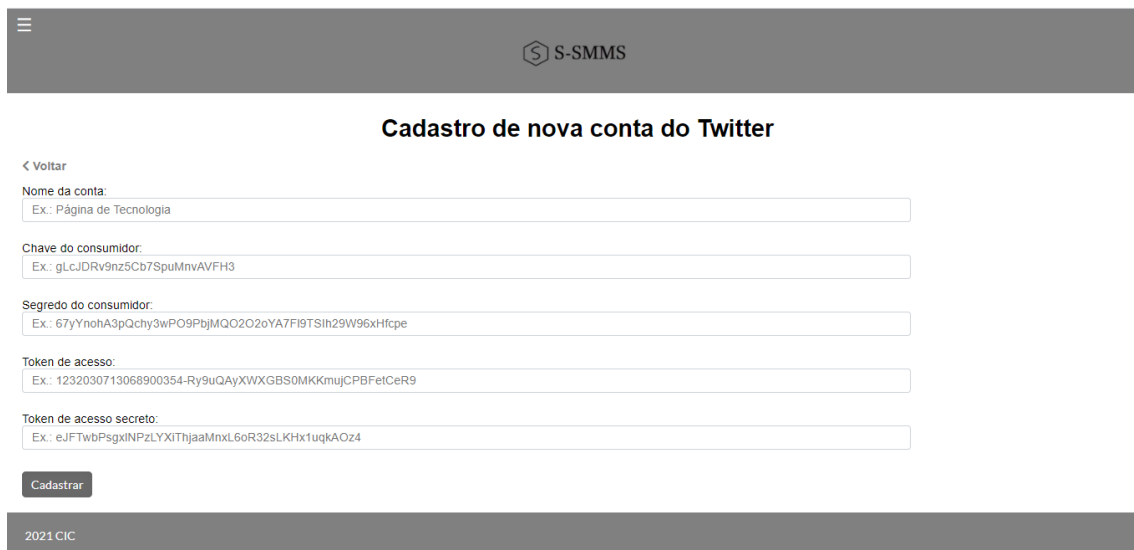 S-SMMS
Cadastro de nova conta do Twitter
Voltar
Nome da conta:
Ex.: Página de Tecnologia
Chave do consumidor:
Ex.: gLcJDRv9nz5Cb7SpuMnvAVFH3
Segredo do consumidor:
Ex.: 67yYnohA3pQchy3wPO9PbjMQO2O2oYA7Fl9TSIh29W96xHfcpe
Token de acesso:
Ex.: 1232030713068900354-Ry9uQAyXWXGBS0MKKmujCPBFetCeR9
Token de acesso secreto:
Ex.: eJFTwbPsgxlNPzLYXiThjaaMnxL6oR32sLKHx1uqkAOz4
Cadastrar
2021 CIC